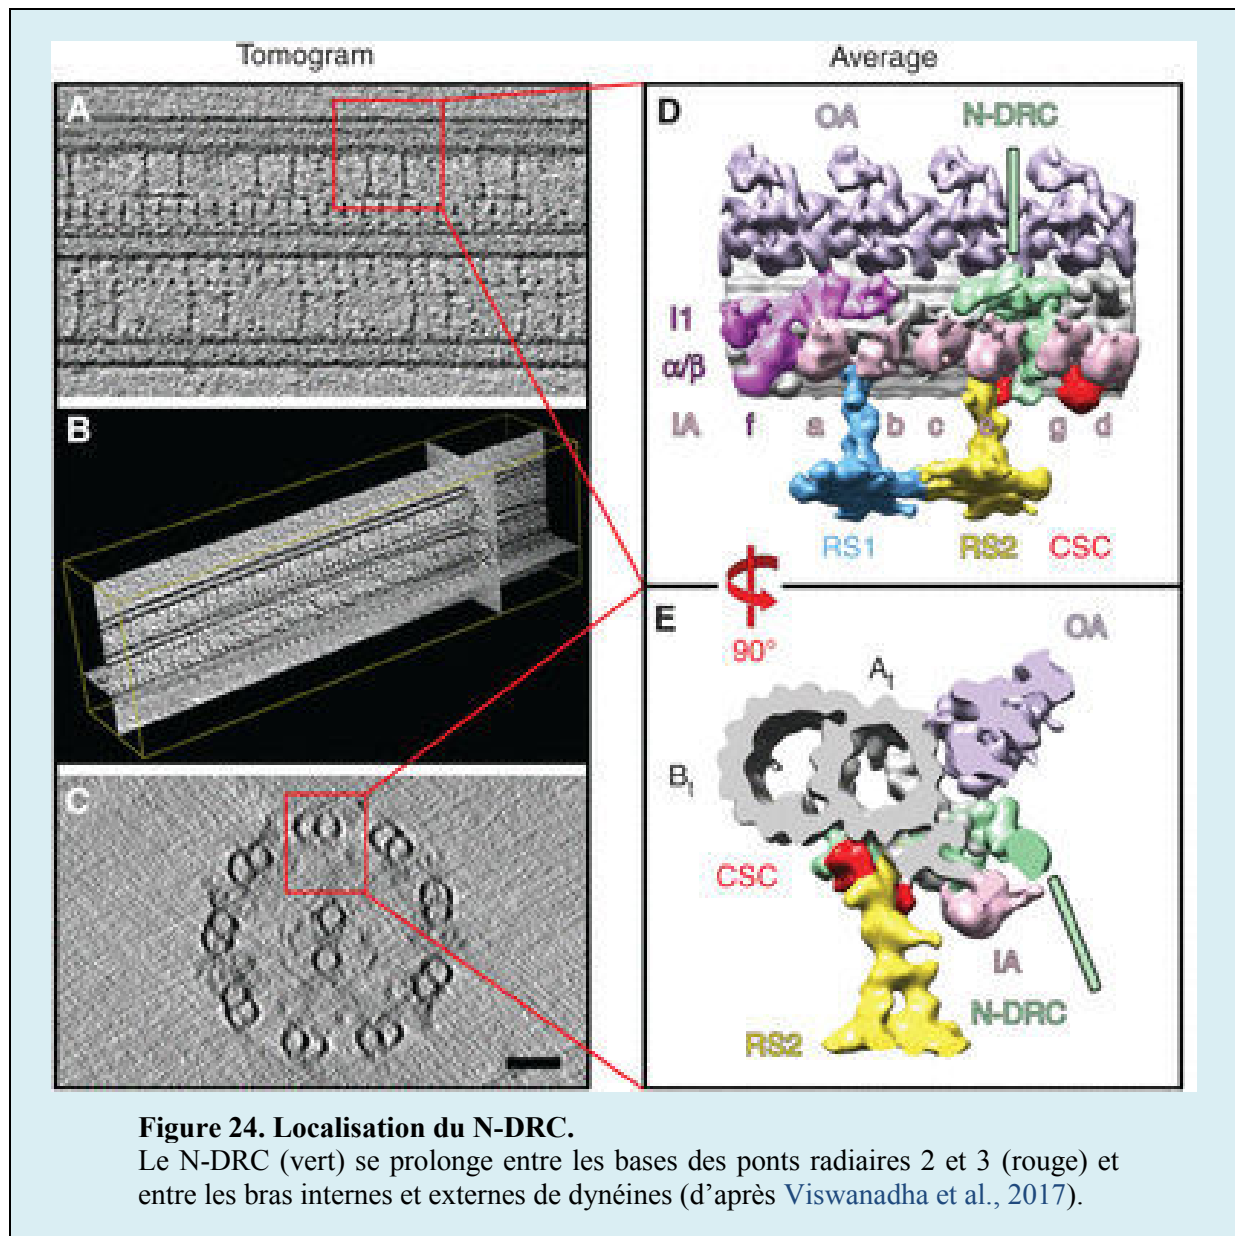 Tomogram
Average
A
B
C
D
OA
N-DRC
I1
α/β
IA f a b c e g d
RS1 RS2 CSC
90°
E
OA
A
t
B
t
CSC
IA
N-DRC
RS2
Figure 24. Localisation du N-DRC.
Le N-DRC (vert) se prolonge entre les bases des ponts radiaires 2 et 3 (rouge) et
entre les bras internes et externes de dynéines (d’après Viswanadha et al., 2017).